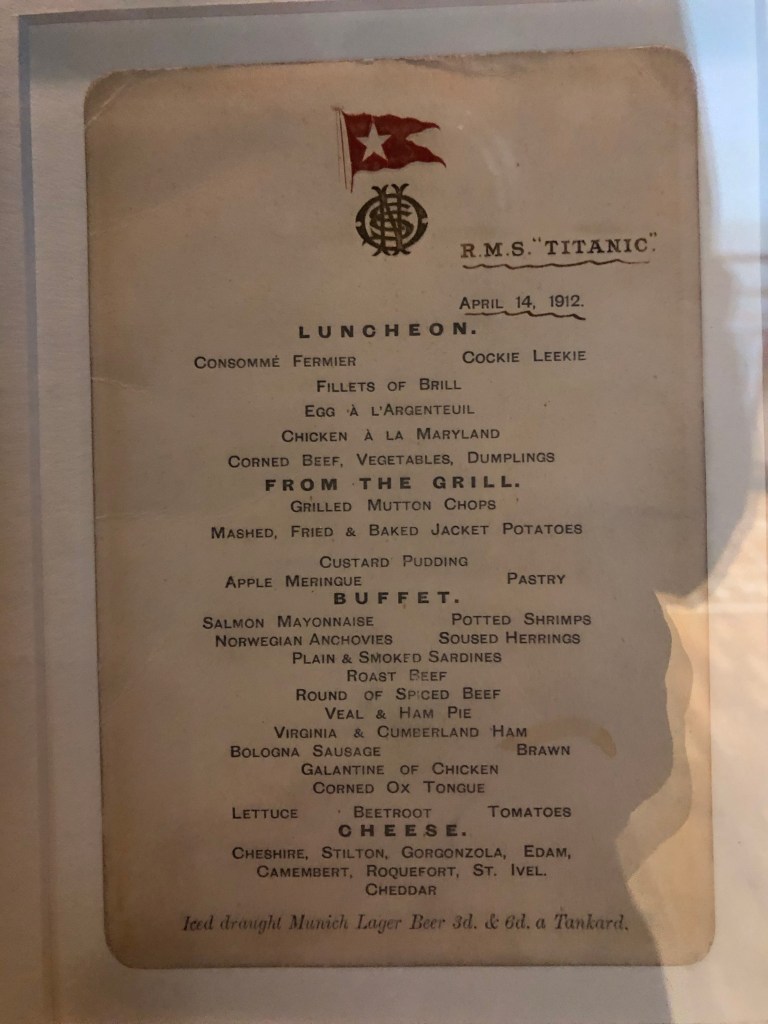 R.M.S. "TITANIC".
APRIL 14, 1912.
LUNCHEON.
CONSOMMÉ FERMIER COCKIE LEEKIE
FILLETS OF BRILL
EGG À L'ARGENTEUIL
CHICKEN À LA MARYLAND
CORNED BEEF, VEGETABLES, DUMPLINGS
FROM THE GRILL.
GRILLED MUTTON CHOPS
MASHED, FRIED & BAKED JACKET POTATOES
CUSTARD PUDDING
APPLE MERINGUE PASTRY
BUFFET.
SALMON MAYONNAISE POTTED SHRIMPS
NORWEGIAN ANCHOVIES SOUSED HERRINGS
PLAIN & SMOKED SARDINES
ROAST BEEF
ROUND OF SPICED BEEF
VEAL & HAM PIE
VIRGINIA & CUMBERLAND HAM
BOLOGNA SAUSAGE BRAWN
GALANTINE OF CHICKEN
CORNED OX TONGUE
LETTUCE BEETROOT TOMATOES
CHEESE.
CHESHIRE, STILTON, GORGONZOLA, EDAM,
CAMEMBERT, ROQUEFORT, ST. IVEL.
CHEDDAR
Iced draught Munich Lager Beer 3d. & 6d. a Tankard.